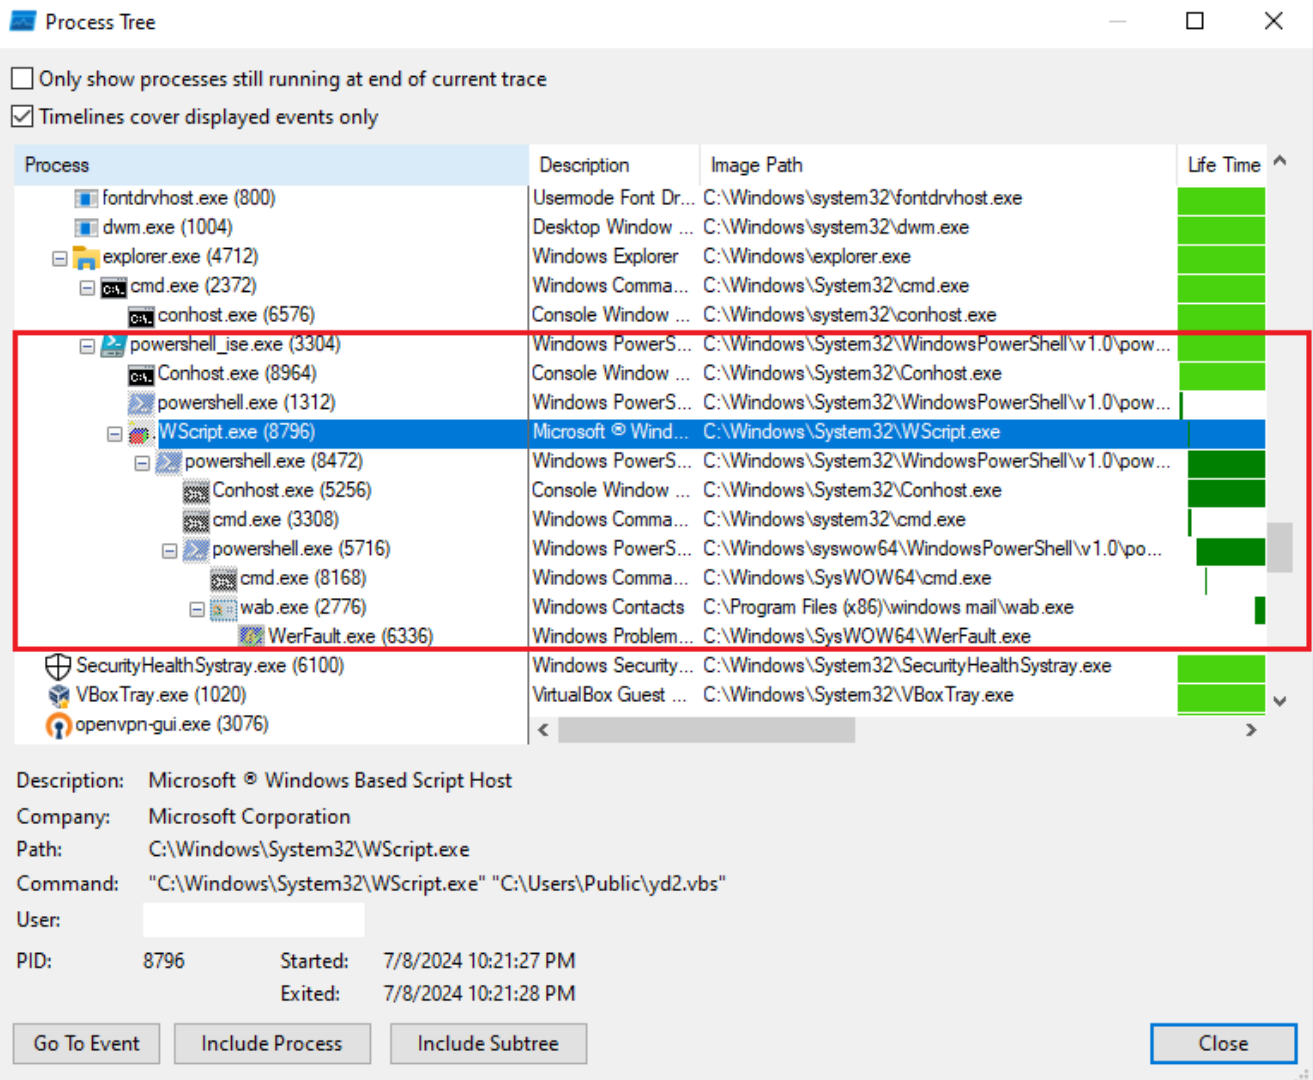 Process Tree
Only show processes still running at end of current trace
Timelines cover displayed events only
Process Description Image Path Life Time
fontdrvhost.exe (800) Usermode Font Dr... C:\Windows\system32\fontdrvhost.exe
dwm.exe (1004) Desktop Window ... C:\Windows\system32\dwm.exe
explorer.exe (4712) Windows Explorer C:\Windows\explorer.exe
cmd.exe (2372) Windows Comma... C:\Windows\System32\cmd.exe
conhost.exe (6576) Console Window ... C:\Windows\system32\conhost.exe
powershell_ise.exe (3304) Windows PowerS... C:\Windows\System32\WindowsPowerShell\v1.0\pow...
Conhost.exe (8964) Console Window ... C:\Windows\System32\Conhost.exe
powershell.exe (1312) Windows PowerS... C:\Windows\System32\WindowsPowerShell\v1.0\pow...
WScript.exe (8796) Microsoft ® Wind... C:\Windows\System32\WScript.exe
powershell.exe (8472) Windows PowerS... C:\Windows\System32\WindowsPowerShell\v1.0\pow...
Conhost.exe (5256) Console Window ... C:\Windows\System32\Conhost.exe
cmd.exe (3308) Windows Comma... C:\Windows\system32\cmd.exe
powershell.exe (5716) Windows PowerS... C:\Windows\syswow64\WindowsPowerShell\v1.0\po...
cmd.exe (8168) Windows Comma... C:\Windows\SysWOW64\cmd.exe
wab.exe (2776) Windows Contacts C:\Program Files (x86)\windows mail\wab.exe
WerFault.exe (6336) Windows Problem... C:\Windows\SysWOW64\WerFault.exe
SecurityHealthSystray.exe (6100) Windows Security... C:\Windows\System32\SecurityHealthSystray.exe
VBoxTray.exe (1020) VirtualBox Guest ... C:\Windows\System32\VBoxTray.exe
openvpn-gui.exe (3076)
Description: Microsoft ® Windows Based Script Host
Company: Microsoft Corporation
Path: C:\Windows\System32\WScript.exe
Command: "C:\Windows\System32\WScript.exe" "C:\Users\Public\yd2.vbs"
User:
PID: 8796 Started: 7/8/2024 10:21:27 PM
Exited: 7/8/2024 10:21:28 PM
Go To Event Include Process Include Subtree Close